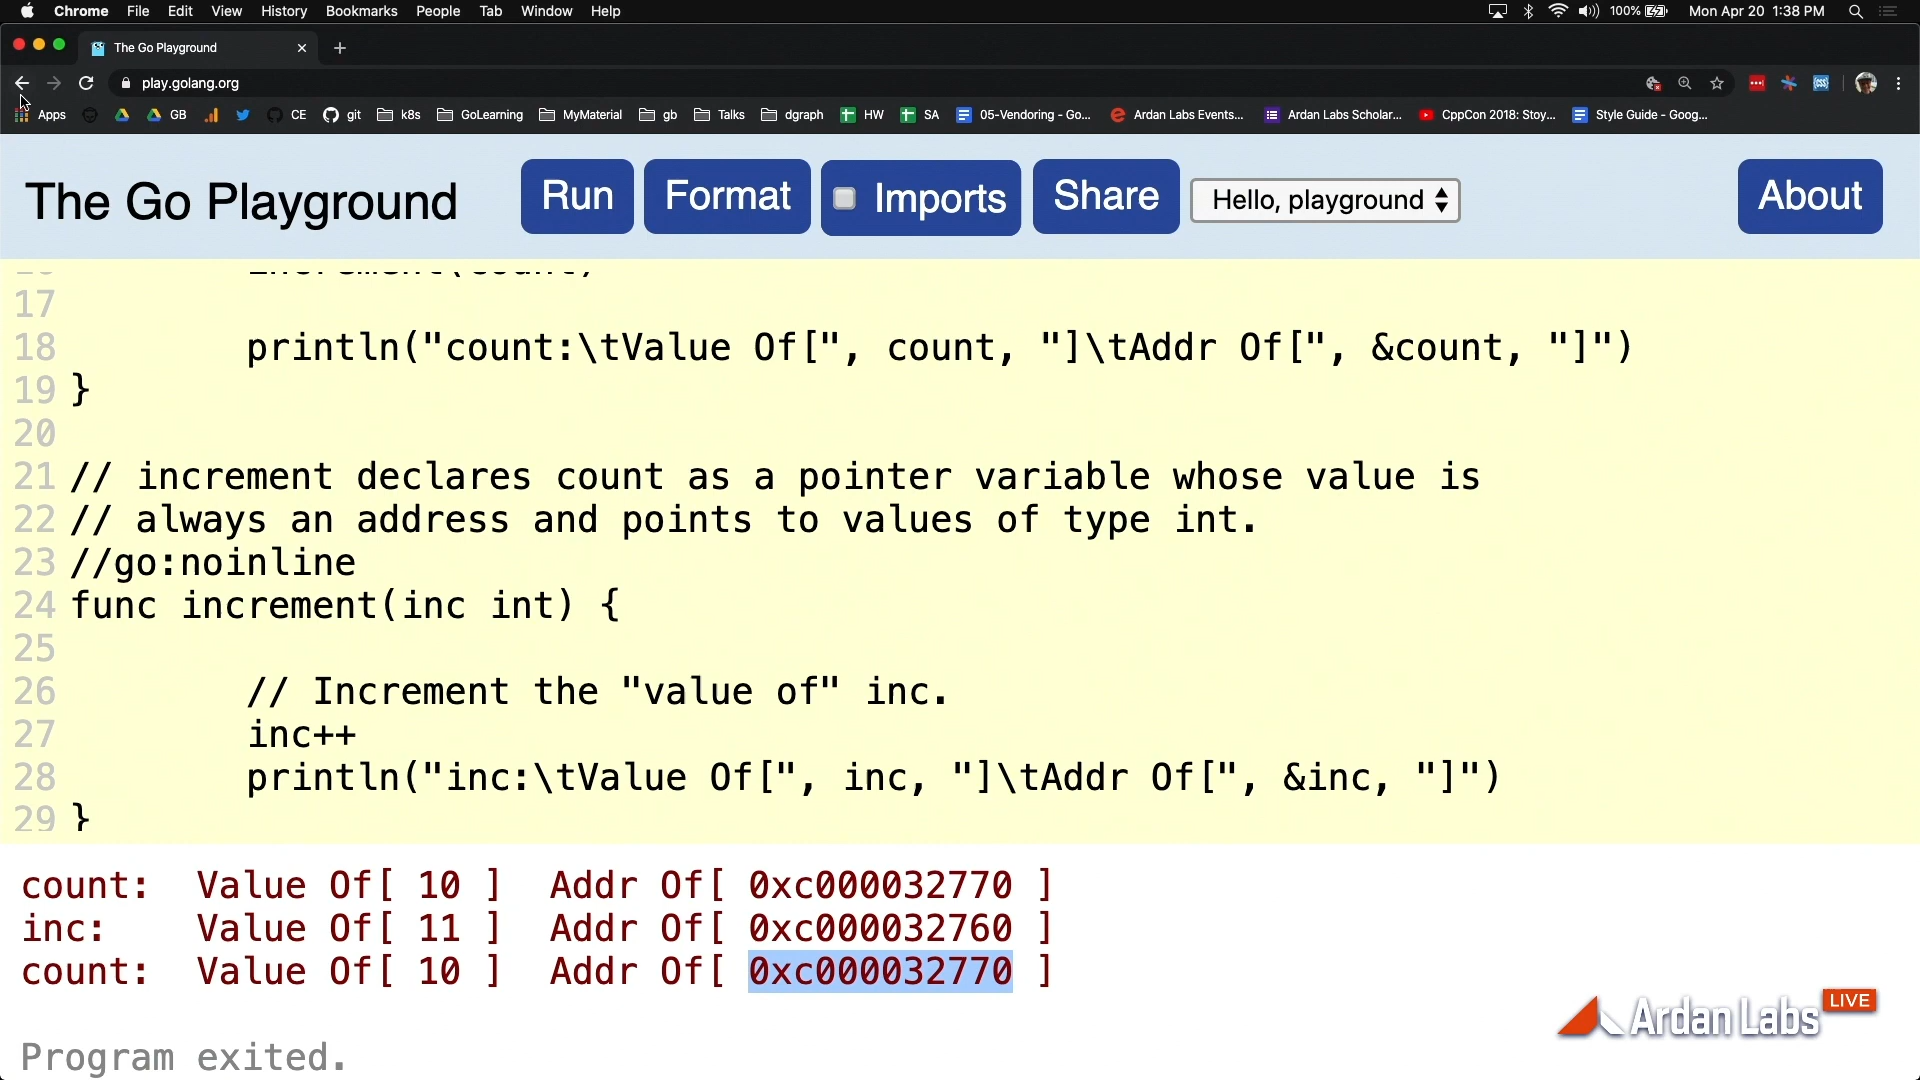 Chrome File Edit View History Bookmarks People Tab Window Help 100% Mon Apr 20 1:38 PM
The Go Playground
play.golang.org
Apps GB CE git k8s GoLearning MyMaterial gb Talks dgraph HW SA 05-Vendoring - Go... Ardan Labs Events... Ardan Labs Scholar... CppCon 2018: Stoy... Style Guide - Goog...
The Go Playground Run Format Imports Share Hello, playground About
increment(count)
17
18 println("count:\tValue Of[", count, "]\tAddr Of[", &count, "]")
19 }
20
21 // increment declares count as a pointer variable whose value is
22 // always an address and points to values of type int.
23 //go:noinline
24 func increment(inc int) {
25
26 // Increment the "value of" inc.
27 inc++
28 println("inc:\tValue Of[", inc, "]\tAddr Of[", &inc, "]")
29 }
count: Value Of[ 10 ] Addr Of[ 0xc000032770 ]
inc: Value Of[ 11 ] Addr Of[ 0xc000032760 ]
count: Value Of[ 10 ] Addr Of[ 0xc000032770 ]
Program exited.
Ardan Labs LIVE